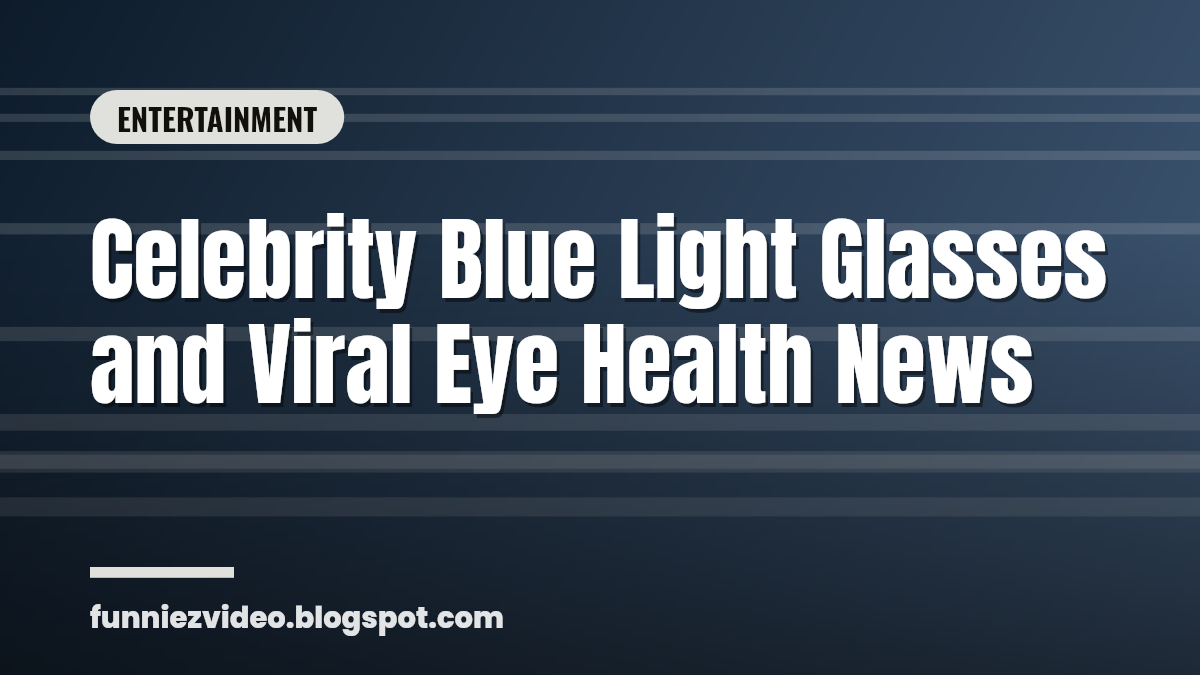 ENTERTAINMENT
Celebrity Blue Light Glasses
and Viral Eye Health News
funniezvideo.blogspot.com